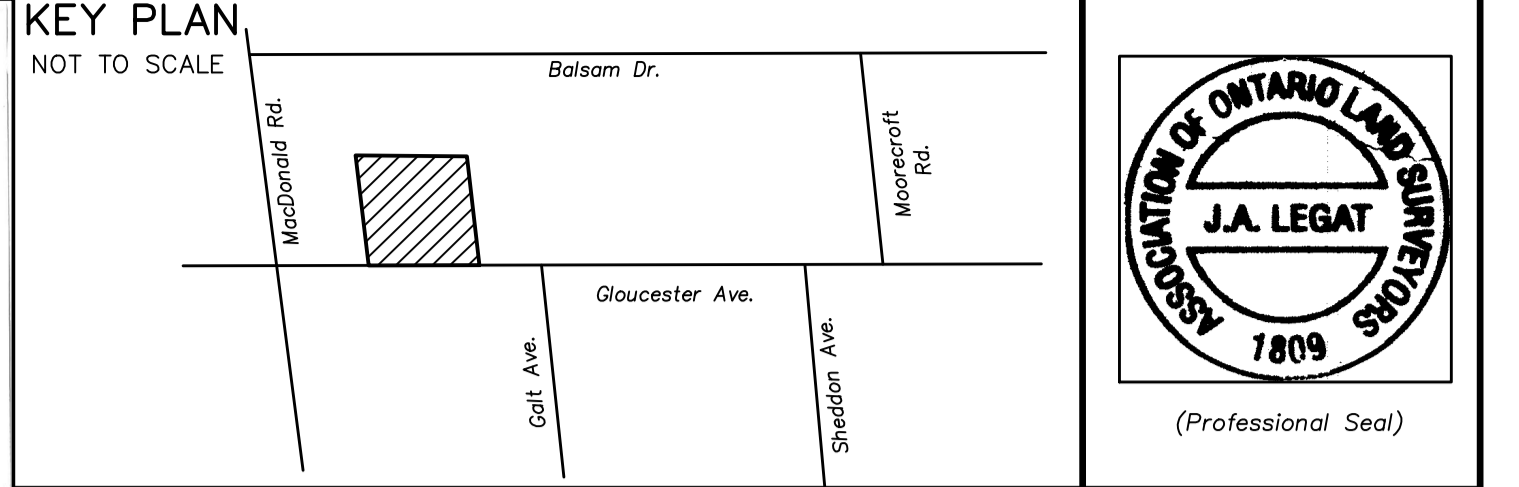 KEY PLAN
NOT TO SCALE
Balsam Dr.
MacDonald Rd.
Moorecroft
Rd.
Gloucester Ave.
Galt Ave.
Sheddon Ave.
ASSOCIATION OF ONTARIO LAND SURVEYORS
J.A. LEGAT
1809
(Professional Seal)